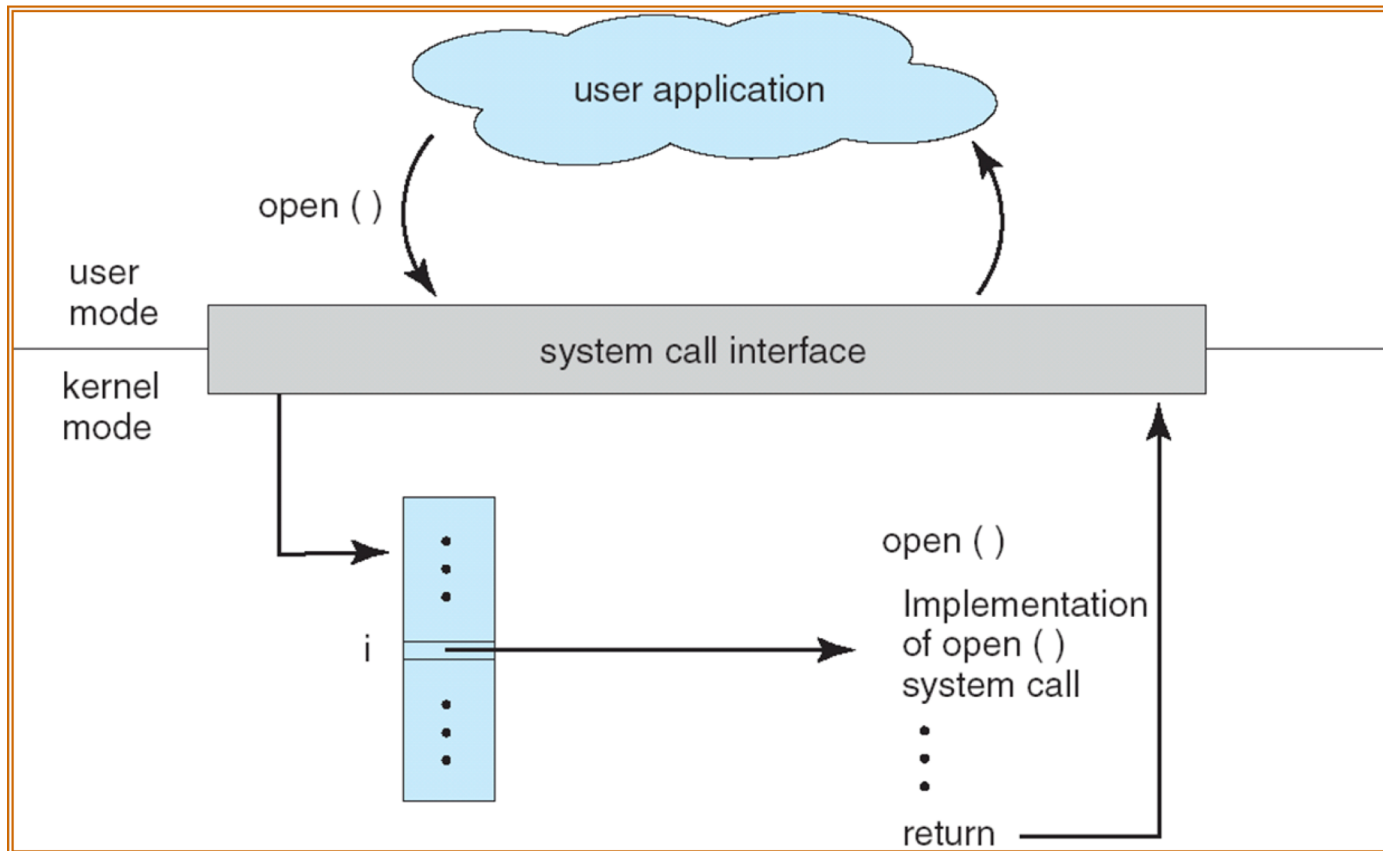 user application
open ( )
user
mode
system call interface
kernel
mode
open ( )
Implementation
of open ( )
system call
i
return